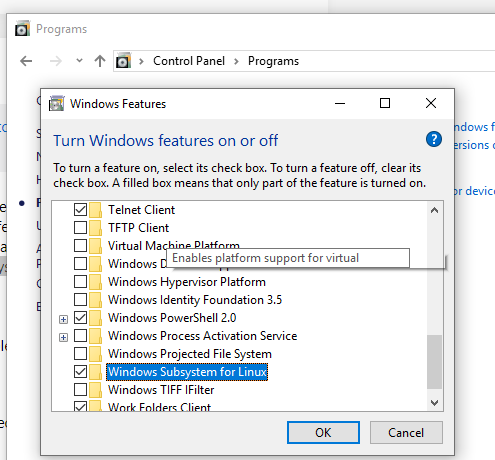 Programs
Control Panel > Programs
Windows Features
Turn Windows features on or off
To turn a feature on, select its check box. To turn a feature off, clear its
check box. A filled box means that only part of the feature is turned on.
Telnet Client
TFTP Client
Virtual Machine Platform
Enables platform support for virtual
Windows D
Windows Hypervisor Platform
Windows Identity Foundation 3.5
Windows PowerShell 2.0
Windows Process Activation Service
Windows Projected File System
Windows Subsystem for Linux
Windows TIFF IFilter
Work Folders Client
OK
Cancel
or device